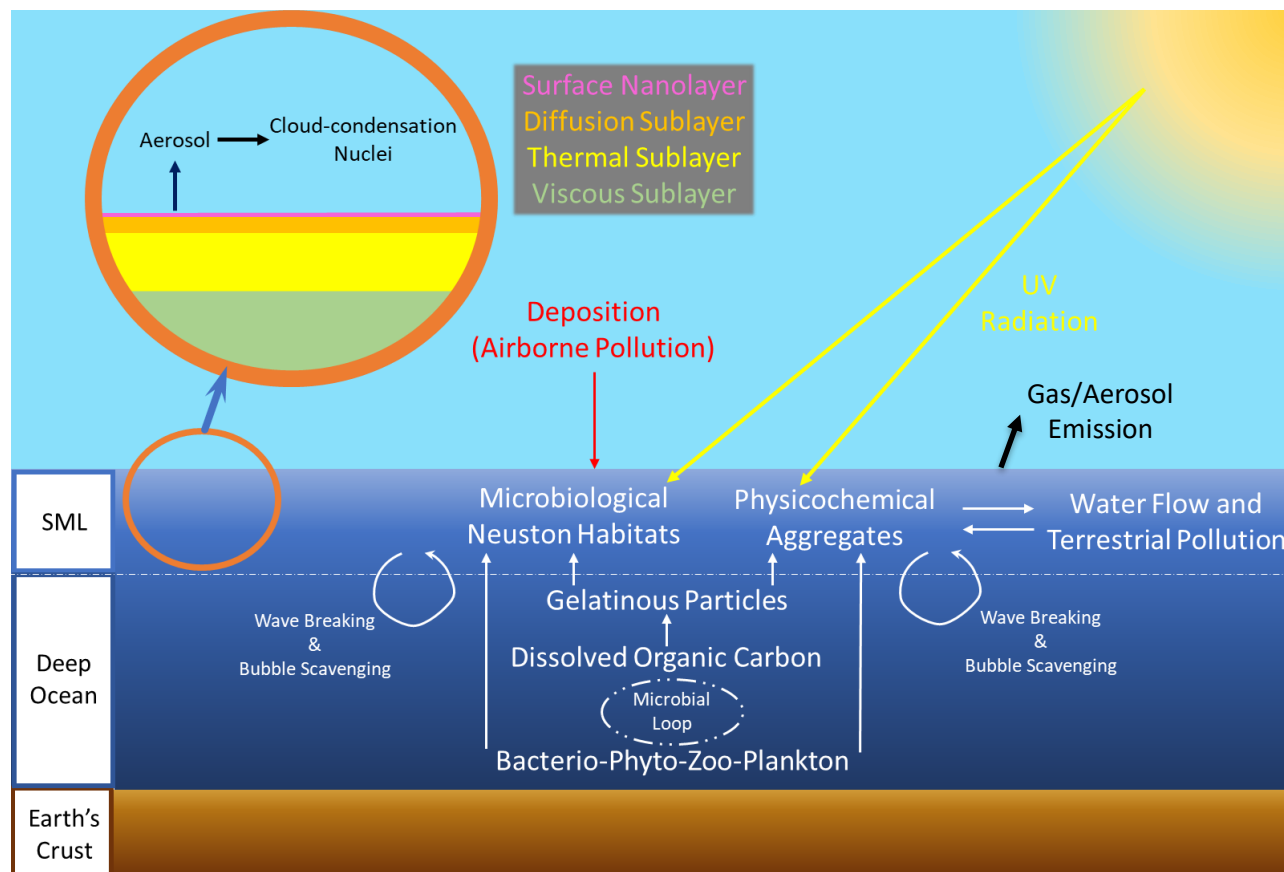 Surface Nanolayer
Diffusion Sublayer
Thermal Sublayer
Viscous Sublayer
Aerosol
Cloud-condensation
Nuclei
Deposition
(Airborne Pollution)
UV
Radiation
Gas/Aerosol
Emission
SML
Microbiological
Neuston Habitats
Physicochemical
Aggregates
Water Flow and
Terrestrial Pollution
Deep
Ocean
Wave Breaking
&
Bubble Scavenging
Gelatinous Particles
Dissolved Organic Carbon
Microbial
Loop
Bacterio-Phyto-Zoo-Plankton
Wave Breaking
&
Bubble Scavenging
Earth's
Crust